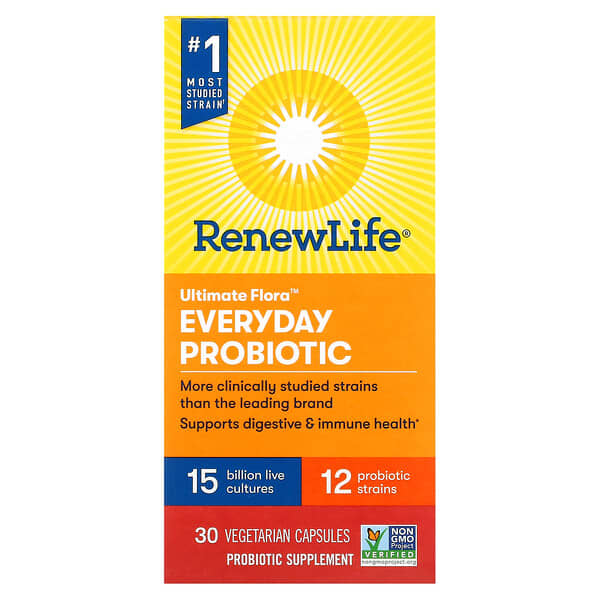 #1
MOST
STUDIED
STRAIN†
RenewLife®
Ultimate Flora™
EVERYDAY
PROBIOTIC
More clinically studied strains
than the leading brand
Supports digestive & immune health*
15 billion live
cultures
12 probiotic
strains
30 VEGETARIAN CAPSULES
PROBIOTIC SUPPLEMENT
NON
GMO
Project
VERIFIED
nongmoproject.org